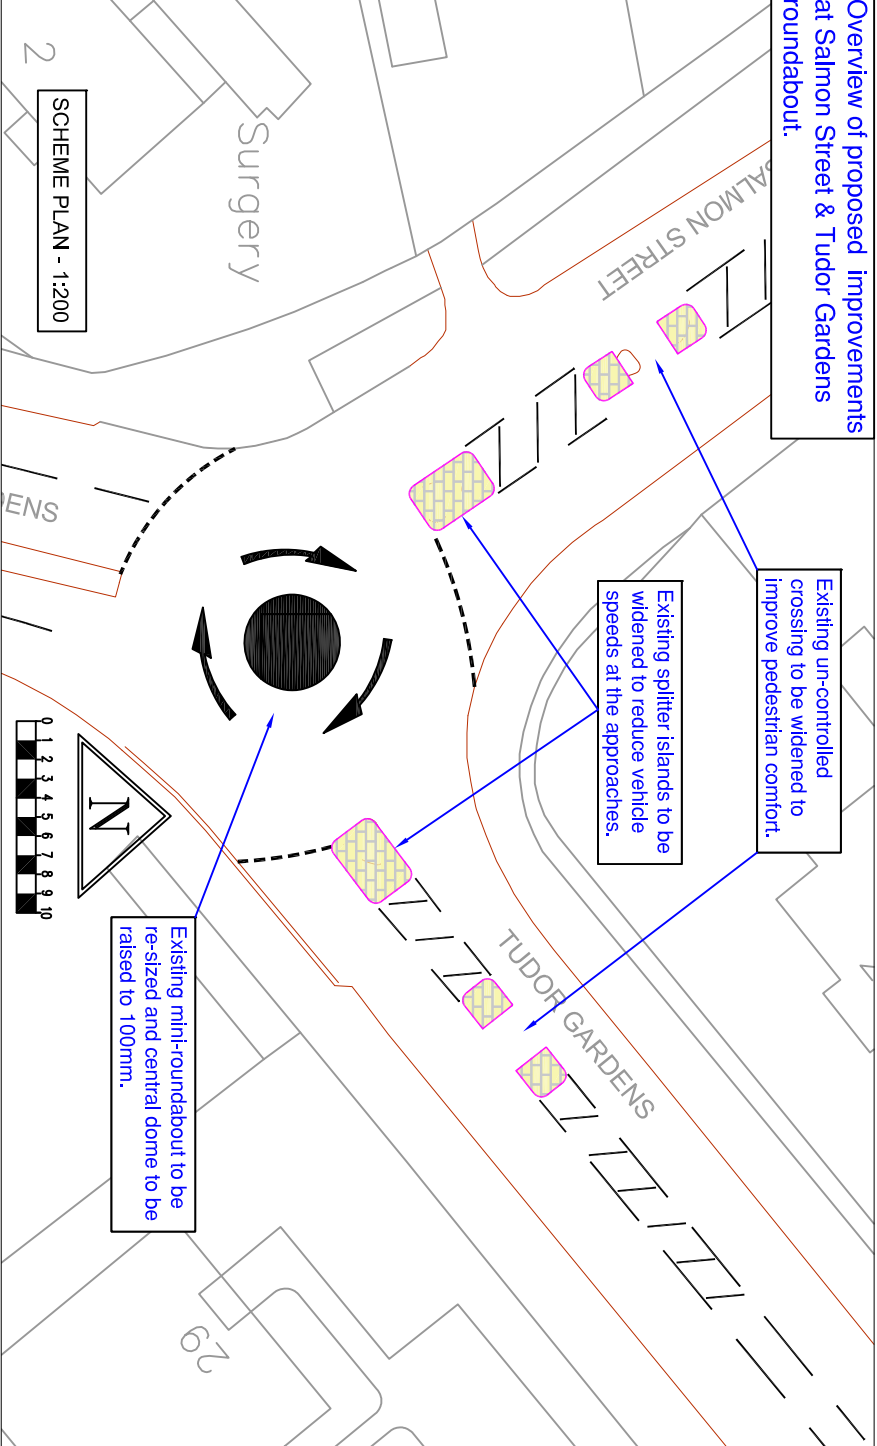 Overview of proposed improvements
at Salmon Street & Tudor Gardens
roundabout.
SALMON STREET
Existing un-controlled
crossing to be widened to
improve pedestrian comfort.
Existing splitter islands to be
widened to reduce vehicle
speeds at the approaches.
Surgery
2
SCHEME PLAN - 1:200
DENS
TUDOR GARDENS
Existing mini-roundabout to be
re-sized and central dome to be
raised to 100mm.
N
0 1 2 3 4 5 6 7 8 9 10
29